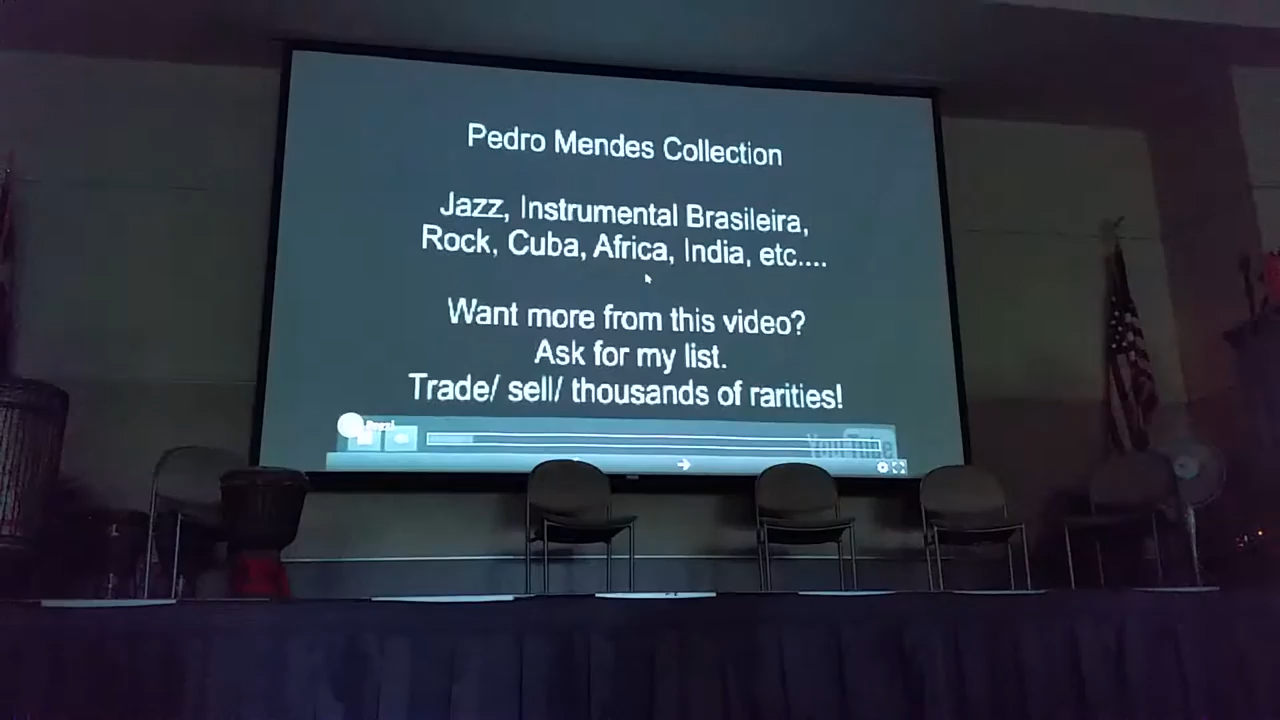 Pedro Mendes Collection
Jazz, Instrumental Brasileira,
Rock, Cuba, Africa, India, etc....
Want more from this video?
Ask for my list.
Trade/ sell/ thousands of rarities!
YouTube